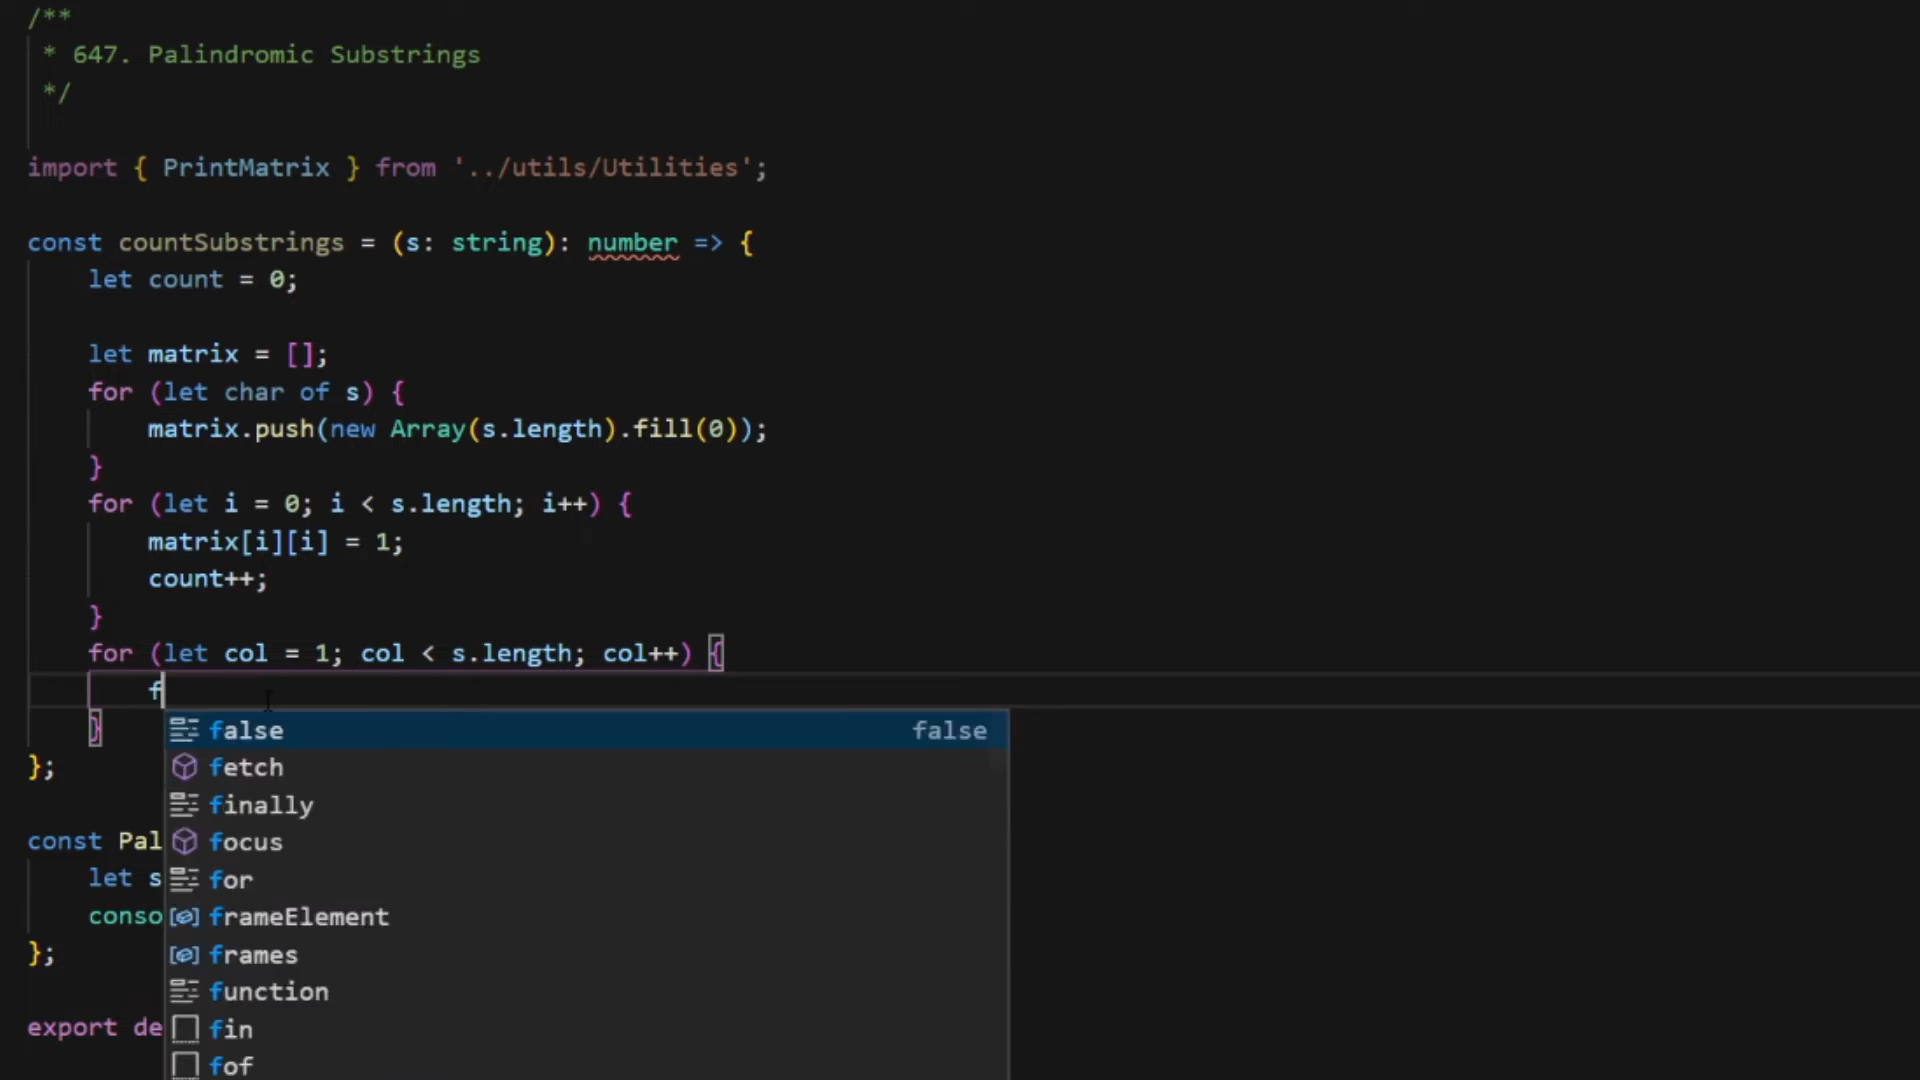 /**
* 647. Palindromic Substrings
*/
import { PrintMatrix } from '../utils/Utilities';
const countSubstrings = (s: string): number => {
let count = 0;
let matrix = [];
for (let char of s) {
matrix.push(new Array(s.length).fill(0));
}
for (let i = 0; i < s.length; i++) {
matrix[i][i] = 1;
count++;
}
for (let col = 1; col < s.length; col++) {
f
}
false false
fetch
};
finally
const Pal
focus
let s
for
conso
frameElement
};
frames
function
export de
fin
fof